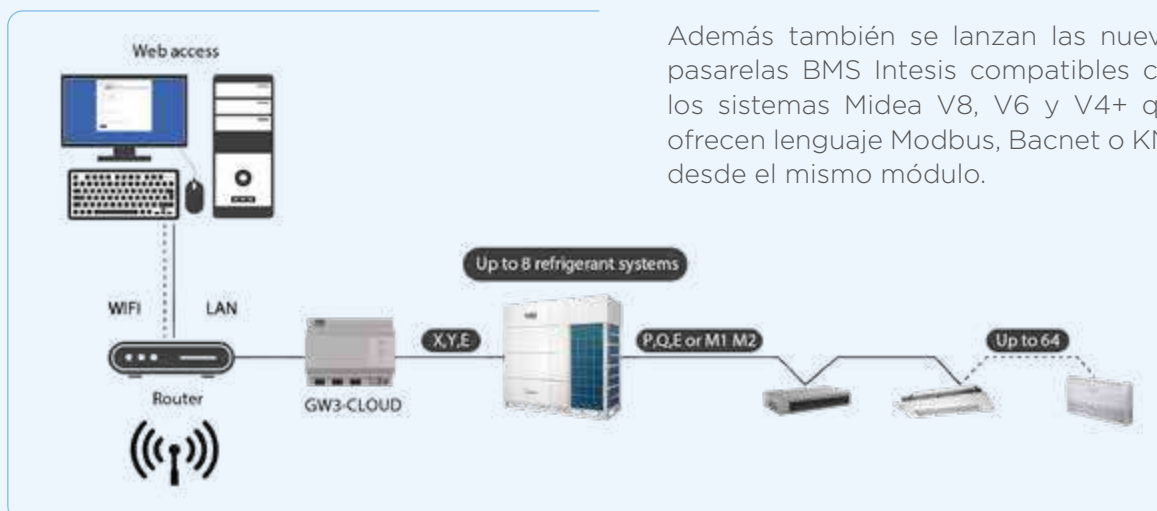 Además también se lanzan las nuev
pasarelas BMS Intesis compatibles c
los sistemas Midea V8, V6 y V4+ q
ofrecen lenguaje Modbus, Bacnet o KN
desde el mismo módulo.
Web access
Up to 8 refrigerant systems
WIFI LAN
X,Y,E
P,Q,E or M1 M2
Up to 64
Router
GW3-CLOUD